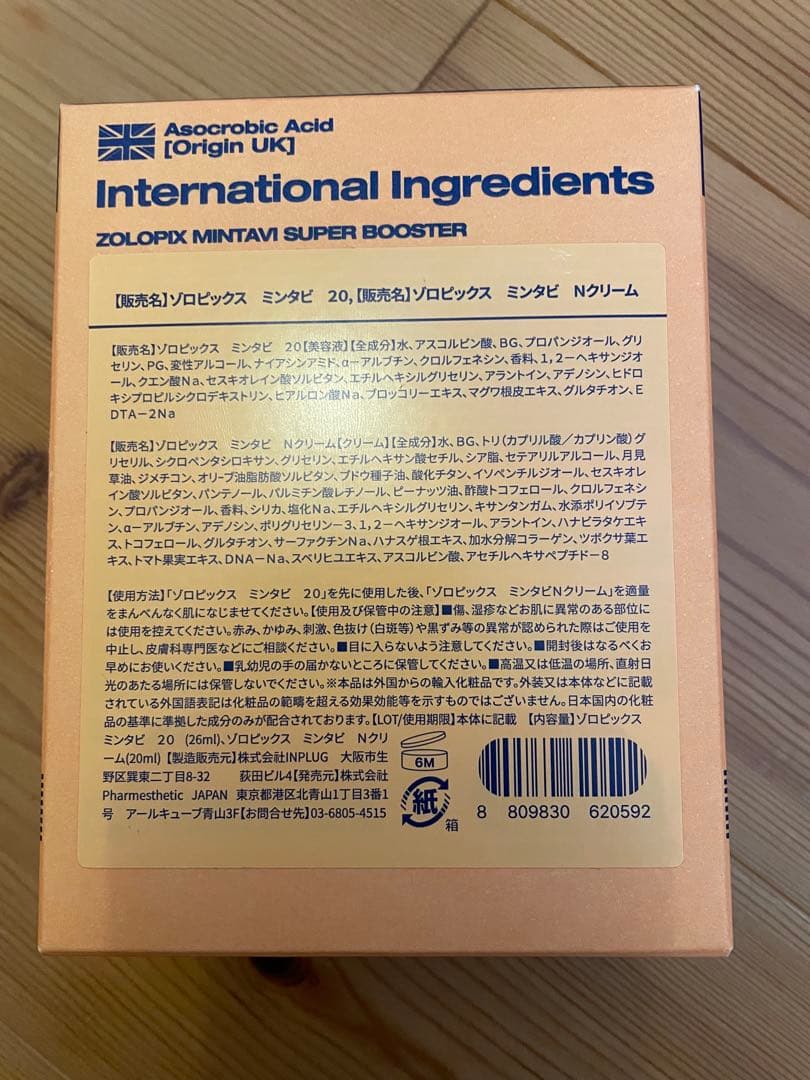 Asocrobic Acid
[Origin UK]
International Ingredients
ZOLOPIX MINTAVI SUPER BOOSTER
【販売名】ゾロピックス　ミンタビ　20,【販売名】ゾロピックス　ミンタビ　Nクリーム
【販売名】ゾロピックス　ミンタビ　20【美容液】【全成分】水、アスコルビン酸、BG、プロパンジオール、グリ
セリン、PG、変性アルコール、ナイアシンアミド、α－アルブチン、クロルフェネシン、香料、1,2－ヘキサンジオ
ール、クエン酸Na、セスキオレイン酸ソルビタン、エチルヘキシルグリセリン、アラントイン、アデノシン、ヒドロ
キシプロピルシクロデキストリン、ヒアルロン酸Na、ブロッコリーエキス、マグワ根皮エキス、グルタチオン、E
DTA－2Na
【販売名】ゾロピックス　ミンタビ　Nクリーム【クリーム】【全成分】水、BG、トリ（カプリル酸／カプリン酸）グ
リセリル、シクロペンタシロキサン、グリセリン、エチルヘキサン酸セチル、シア脂、セテアリルアルコール、月見
草油、ジメチコン、オリーブ油脂肪酸ソルビタン、ブドウ種子油、酸化チタン、イソペンチルジオール、セスキオレ
イン酸ソルビタン、パンテノール、パルミチン酸レチノール、ピーナッツ油、酢酸トコフェロール、クロルフェネシ
ン、プロパンジオール、香料、シリカ、塩化Na、エチルヘキシルグリセリン、キサンタンガム、水添ポリイソブテ
ン、α－アルブチン、アデノシン、ポリグリセリン－3、1,2－ヘキサンジオール、アラントイン、ハナビラタケエキ
ス、トコフェロール、グルタチオン、サーファクチンNa、ハナスゲ根エキス、加水分解コラーゲン、ツボクサ葉エ
キス、トマト果実エキス、DNA－Na、スベリヒユエキス、アスコルビン酸、アセチルヘキサペプチド－8
【使用方法】「ゾロピックス　ミンタビ　20」を先に使用した後、「ゾロピックス　ミンタビNクリーム」を適量
をまんべんなく肌になじませてください。【使用及び保管中の注意】■傷、湿疹などお肌に異常のある部位に
は使用を控えてください。赤み、かゆみ、刺激、色抜け（白斑等）や黒ずみ等の異常が認められた際はご使用を
中止し、皮膚科専門医などにご相談ください。■目に入らないよう注意してください。■開封後はなるべくお
早めにお使いください。■乳幼児の手の届かないところに保管してください。■高温又は低温の場所、直射日
光のあたる場所には保管しないでください。※本品は外国からの輸入化粧品です。外装又は本体などに記載
されている外国語表記は化粧品の範疇を超える効果効能等を示すものではございません。日本国内の化粧
品の基準に準拠した成分のみが配合されております。【LOT/使用期限】本体に記載　【内容量】ゾロピックス
ミンタビ　20 (26ml)、ゾロピックス　ミンタビ　Nクリ
ーム(20ml)【製造販売元】株式会社INPLUG　大阪市生
野区巽東二丁目8-32　　荻田ビル4【発売元】株式会社
Pharmesthetic JAPAN 東京都港区北青山1丁目3番1
号　アールキューブ青山3F【お問合せ先】03-6805-4515
6M
紙
箱
8 809830 620592